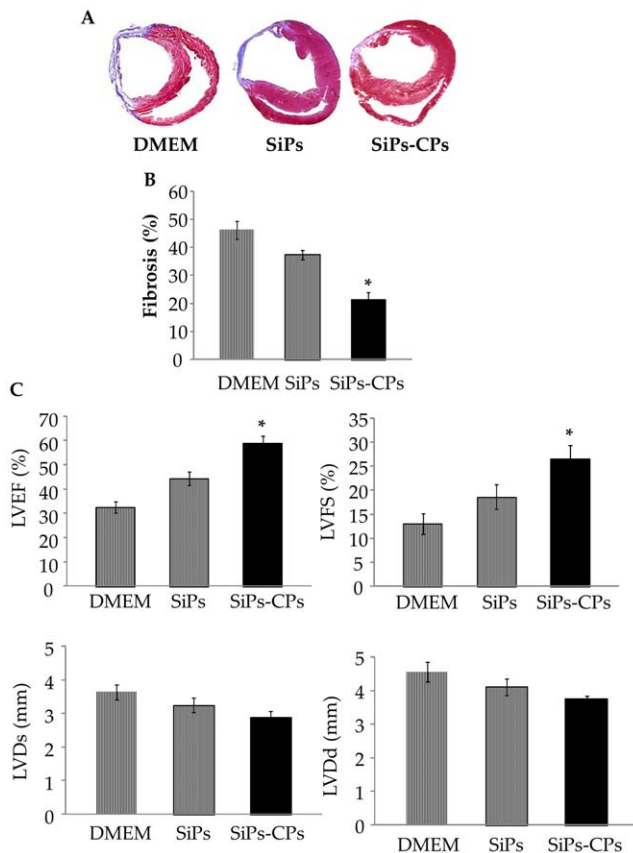 A
DMEM SiPs SiPs-CPs
B
Fibrosis (%)
60
50
40
30
20
10
0
*
DMEM SiPs SiPs-CPs
C
LVEF (%)
70
60
50
40
30
20
10
0
*
DMEM SiPs SiPs-CPs
LVFS (%)
35
30
25
20
15
10
5
0
*
DMEM SiPs SiPs-CPs
LVDs (mm)
5
4
3
2
1
0
DMEM SiPs SiPs-CPs
LVDd (mm)
5
4
3
2
1
0
DMEM SiPs SiPs-CPs